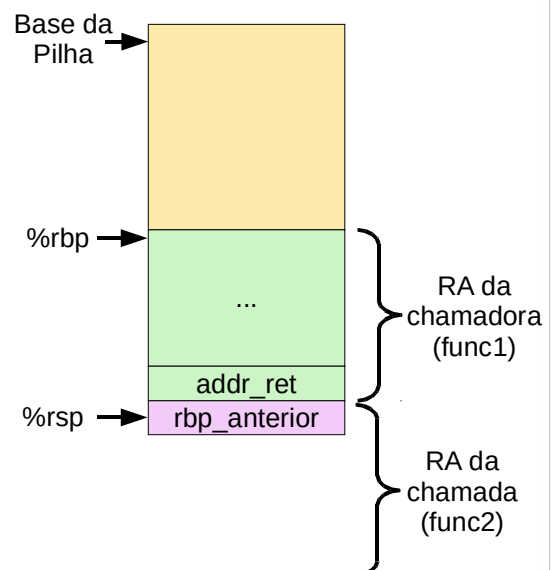 Base da
Pilha
%rbp
...
RA da
chamadora
(func1)
addr_ret
%rsp
rbp_anterior
RA da
chamada
(func2)